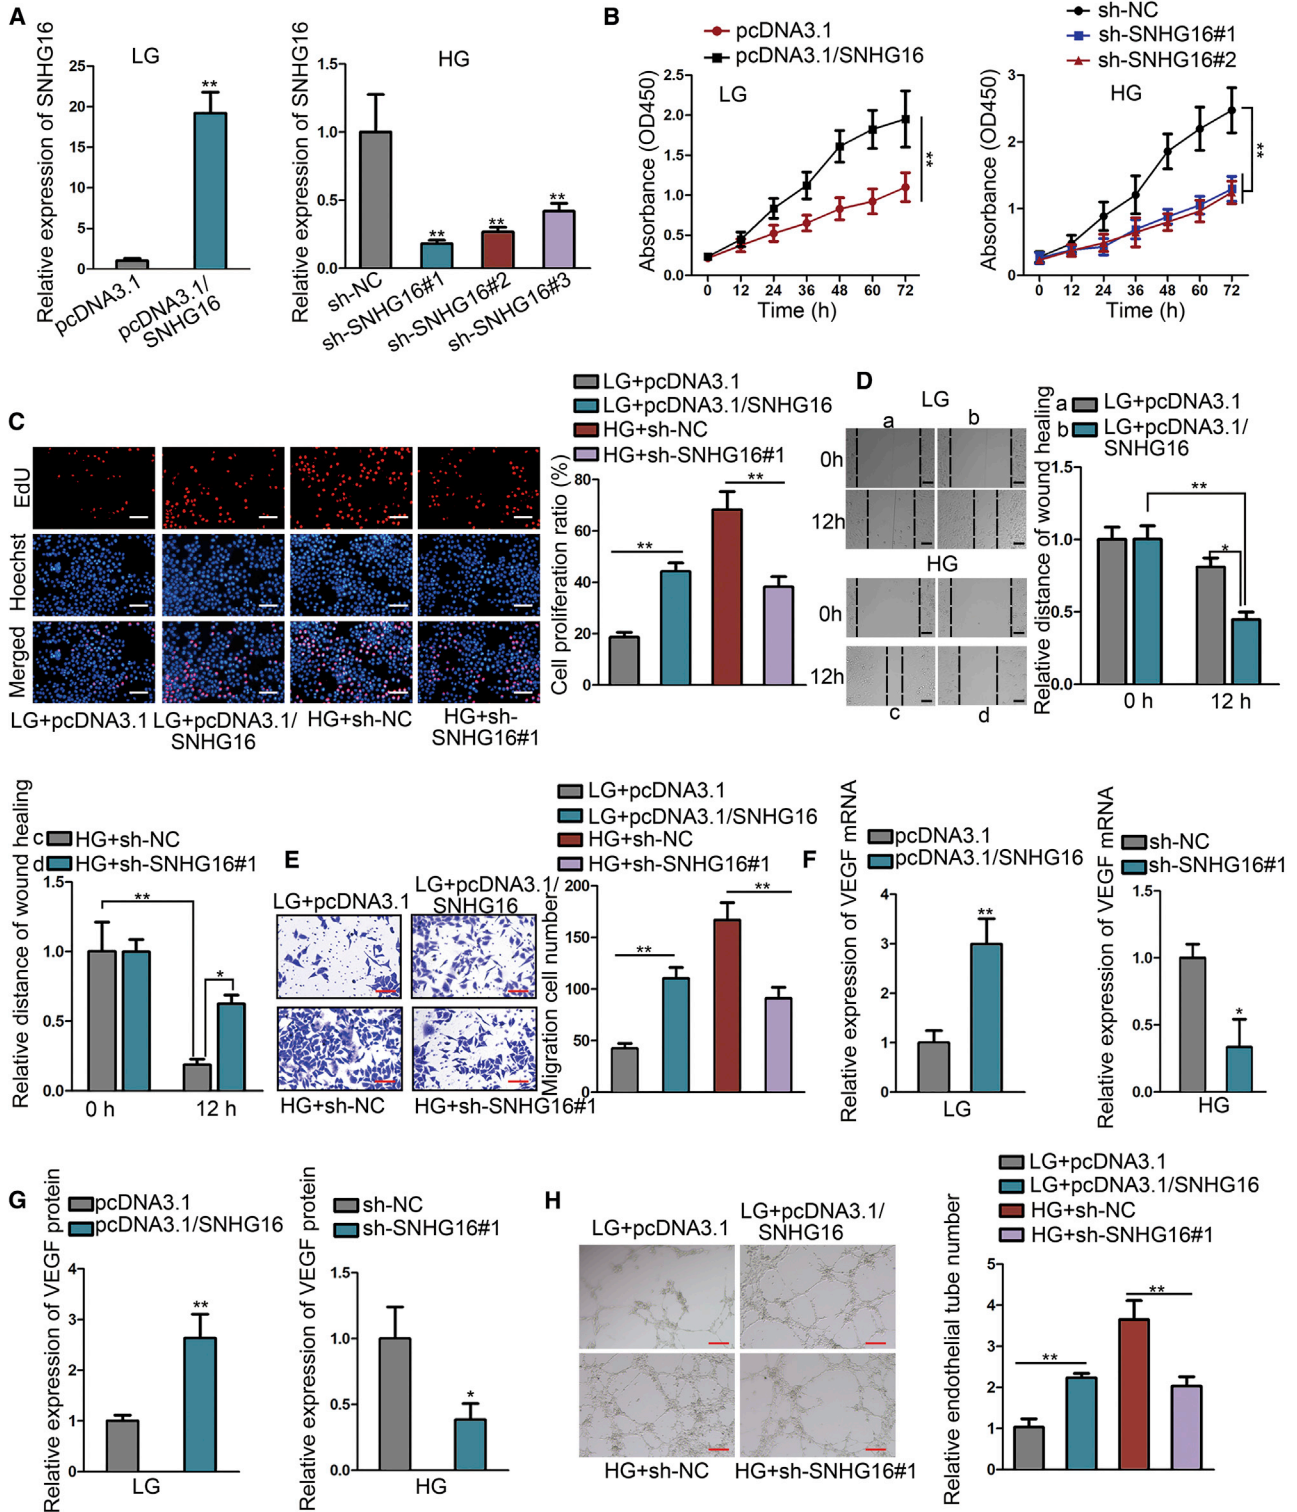 A
LG
Relative expression of SNHG16
25
20
15
10
5
0
**
pcDNA3.1
pcDNA3.1/
SNHG16
HG
Relative expression of SNHG16
1.5
1.0
0.5
0.0
**
**
**
sh-NC
sh-SNHG16#1
sh-SNHG16#2
sh-SNHG16#3
B
pcDNA3.1
pcDNA3.1/SNHG16
LG
Absorbance (OD450)
2.5
2.0
1.5
1.0
0.5
0.0
**
0 12 24 36 48 60 72
Time (h)
sh-NC
sh-SNHG16#1
sh-SNHG16#2
HG
Absorbance (OD450)
3
2
1
0
**
0 12 24 36 48 60 72
Time (h)
C
EdU
Hoechst
Merged
LG+pcDNA3.1
LG+pcDNA3.1/
SNHG16
HG+sh-NC
HG+sh-
SNHG16#1
LG+pcDNA3.1
LG+pcDNA3.1/SNHG16
HG+sh-NC
HG+sh-SNHG16#1
Cell proliferation ratio (%)
80
60
40
20
0
**
**
D
LG
a b
0h
12h
HG
0h
12h
c d
a LG+pcDNA3.1
b LG+pcDNA3.1/
SNHG16
Relative distance of wound healing
1.5
1.0
0.5
0.0
**
*
0 h 12 h
c HG+sh-NC
d HG+sh-SNHG16#1
Relative distance of wound healing
1.5
1.0
0.5
0.0
**
*
0 h 12 h
E
LG+pcDNA3.1
LG+pcDNA3.1/
SNHG16
HG+sh-NC
HG+sh-SNHG16#1
LG+pcDNA3.1
LG+pcDNA3.1/SNHG16
HG+sh-NC
HG+sh-SNHG16#1
Migration cell number
200
150
100
50
0
**
**
F
pcDNA3.1
pcDNA3.1/SNHG16
Relative expression of VEGF mRNA
4
3
2
1
0
**
LG
sh-NC
sh-SNHG16#1
Relative expression of VEGF mRNA
1.5
1.0
0.5
0.0
*
HG
G
pcDNA3.1
pcDNA3.1/SNHG16
Relative expression of VEGF protein
4
3
2
1
0
**
LG
sh-NC
sh-SNHG16#1
Relative expression of VEGF protein
1.5
1.0
0.5
0.0
*
HG
H
LG+pcDNA3.1
LG+pcDNA3.1/
SNHG16
HG+sh-NC
HG+sh-SNHG16#1
LG+pcDNA3.1
LG+pcDNA3.1/SNHG16
HG+sh-NC
HG+sh-SNHG16#1
Relative endothelial tube number
5
4
3
2
1
0
**
**